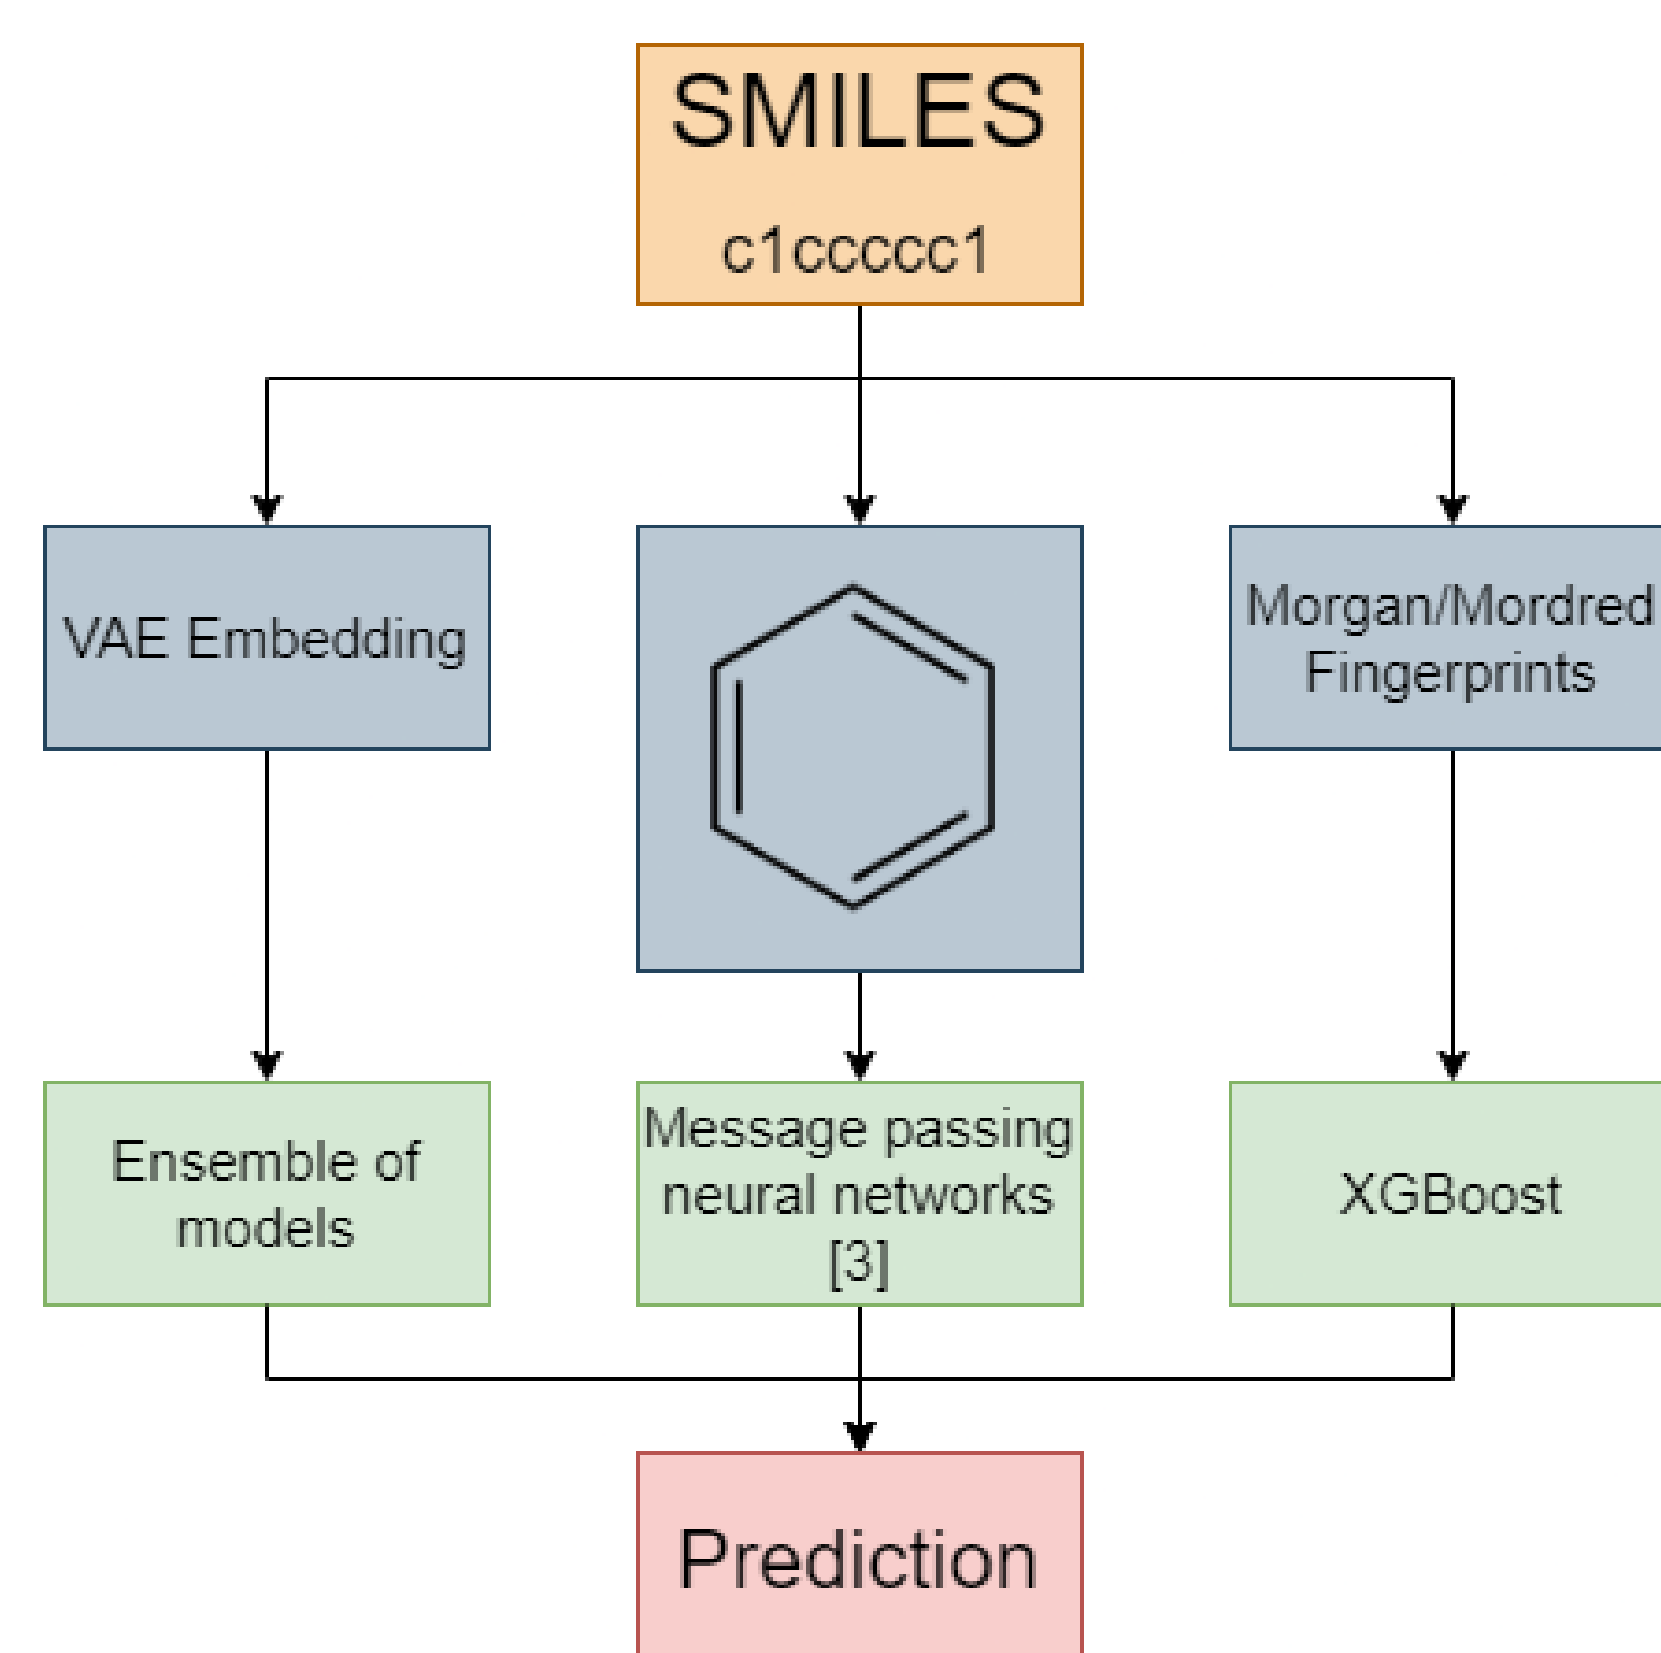 SMILES
c1ccccc1
VAE Embedding
Morgan/Mordred
Fingerprints
Ensemble of
models
Message passing
neural networks
[3]
XGBoost
Prediction